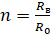 n = R_B / R_0